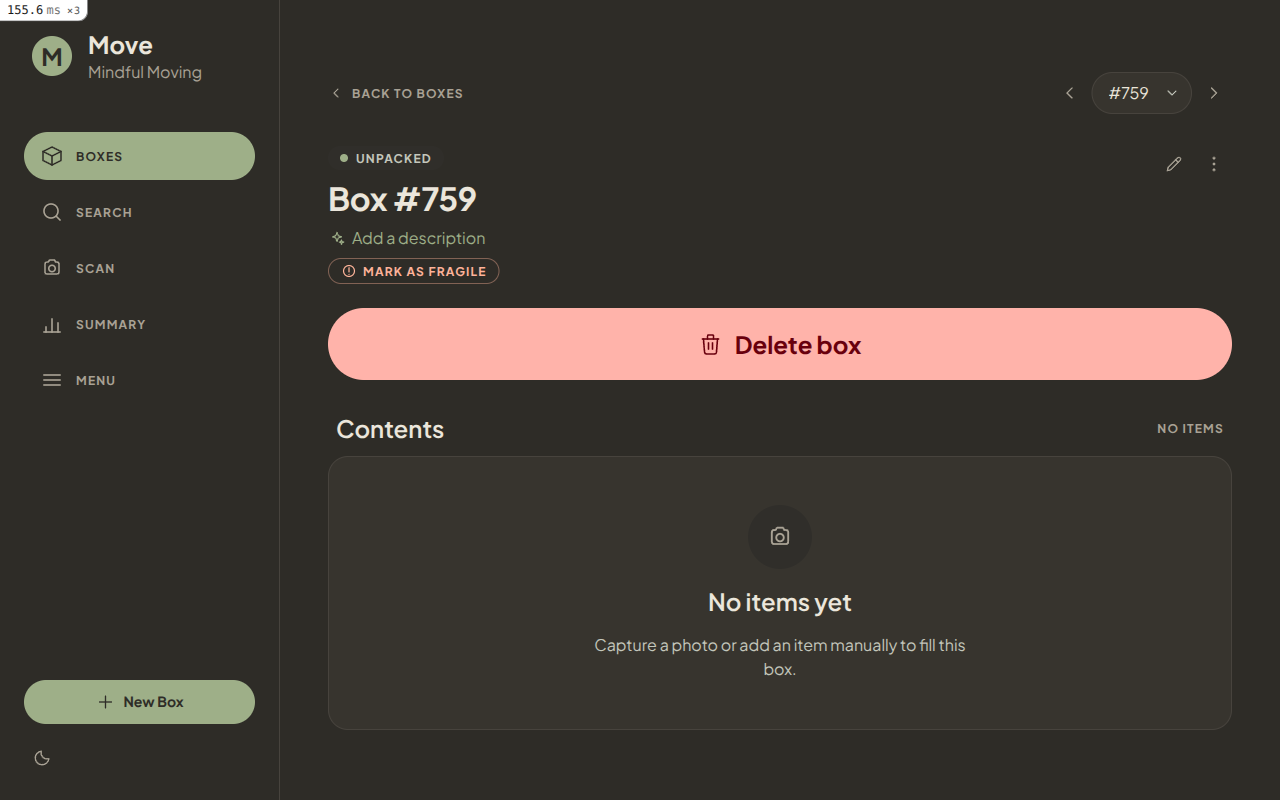 155.6 ms ×3
M
Move
Mindful Moving
BOXES
SEARCH
SCAN
SUMMARY
MENU
New Box
BACK TO BOXES
#759
UNPACKED
Box #759
Add a description
MARK AS FRAGILE
Delete box
Contents
NO ITEMS
No items yet
Capture a photo or add an item manually to fill this
box.